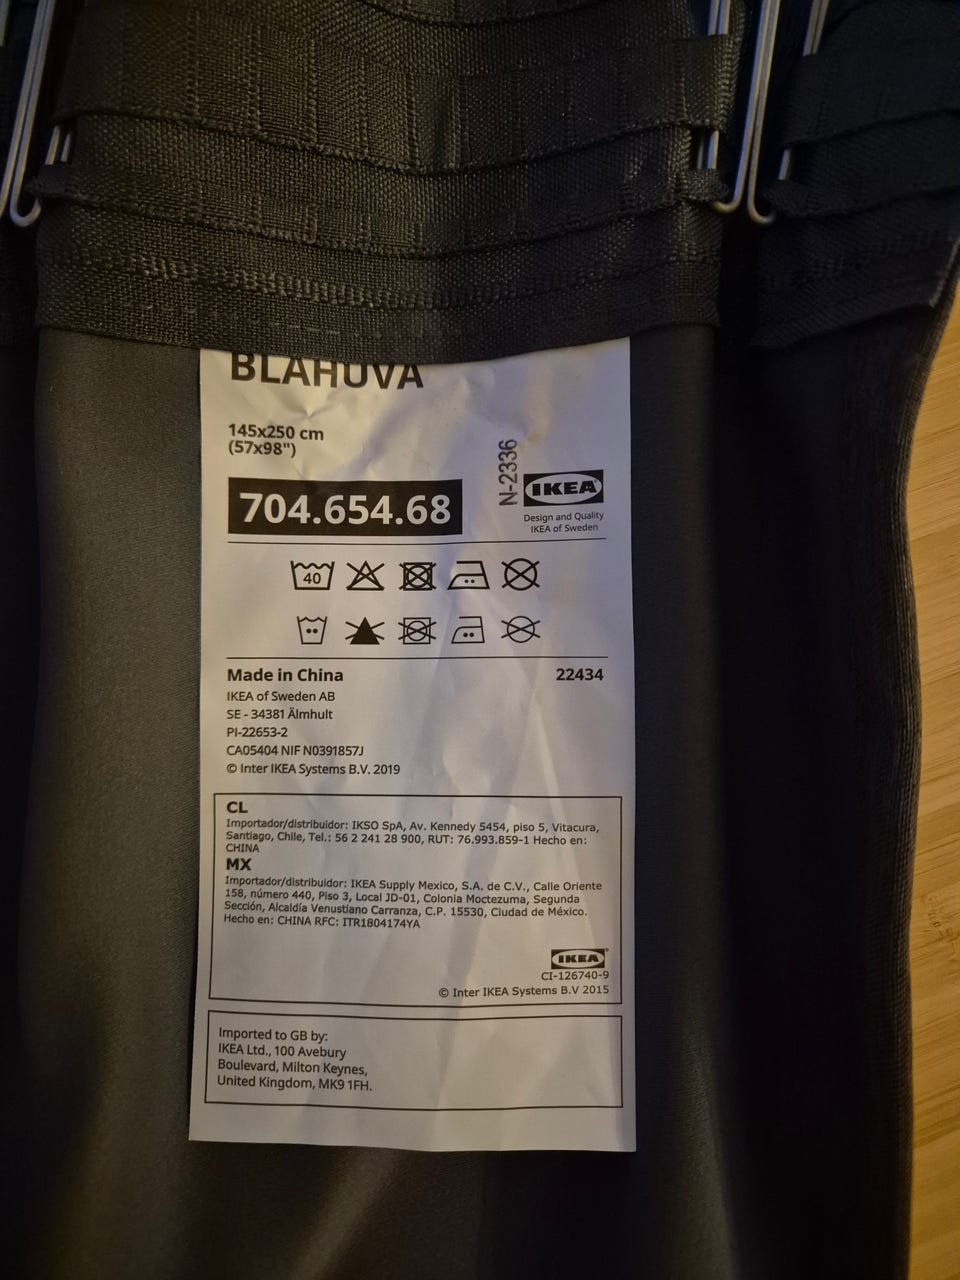 BLÅHUVA
145x250 cm
(57x98")
N-2336
704.654.68
IKEA
Design and Quality
IKEA of Sweden
40
Made in China 22434
IKEA of Sweden AB
SE - 34381 Älmhult
PI-22653-2
CA05404 NIF N0391857J
© Inter IKEA Systems B.V. 2019
CL
Importador/distribuidor: IKSO SpA, Av. Kennedy 5454, piso 5, Vitacura,
Santiago, Chile, Tel.: 56 2 241 28 900, RUT: 76.993.859-1 Hecho en:
CHINA
MX
Importador/distribuidor: IKEA Supply Mexico, S.A. de C.V., Calle Oriente
158, número 440, Piso 3, Local JD-01, Colonia Moctezuma, Segunda
Sección, Alcaldía Venustiano Carranza, C.P. 15530, Ciudad de México.
Hecho en: CHINA RFC: ITR1804174YA
IKEA
CI-126740-9
© Inter IKEA Systems B.V 2015
Imported to GB by:
IKEA Ltd., 100 Avebury
Boulevard, Milton Keynes,
United Kingdom, MK9 1FH.